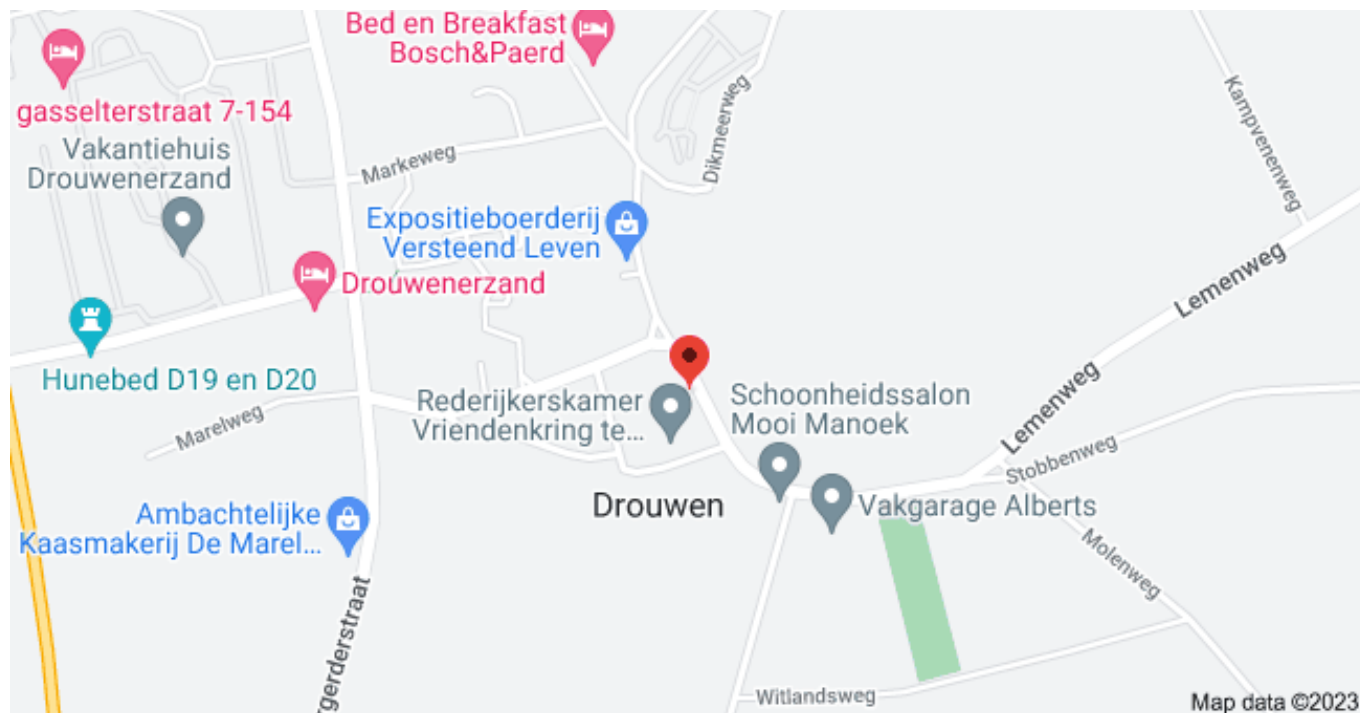 Bed en Breakfast
Bosch&Paerd
gasselterstraat 7-154
Vakantiehuis
Drouwenerzand
Markeweg
Dikmeerweg
Kampvenenweg
Expositieboerderij
Versteend Leven
Drouwenerzand
Lemenweg
Hunebed D19 en D20
Marelweg
Rederijkerskamer
Vriendenkring te...
Schoonheidssalon
Mooi Manoek
Lemenweg
Stobbenweg
Ambachtelijke
Kaasmakerij De Marel...
Drouwen
Vakgarage Alberts
Molenweg
rgerderstraat
Witlandsweg
Map data ©2023